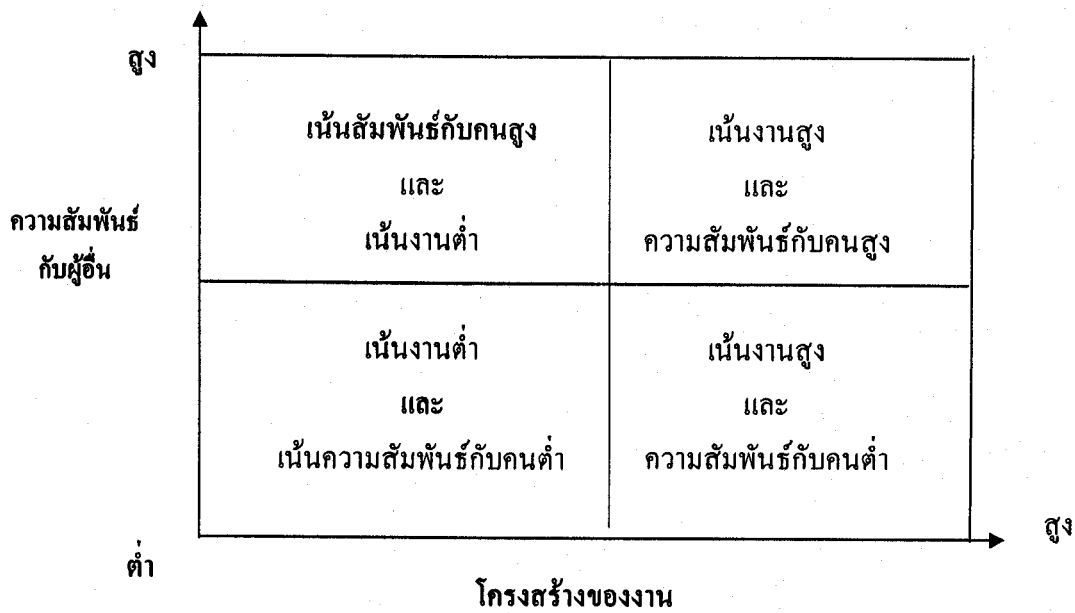 สูง
เน้นสัมพันธ์กับคนสูง
และ
เน้นงานต่ำ
เน้นงานสูง
และ
ความสัมพันธ์กับคนสูง
ความสัมพันธ์
กับผู้อื่น
เน้นงานต่ำ
และ
เน้นความสัมพันธ์กับคนต่ำ
เน้นงานสูง
และ
ความสัมพันธ์กับคนต่ำ
สูง
ต่ำ
โครงสร้างของงาน